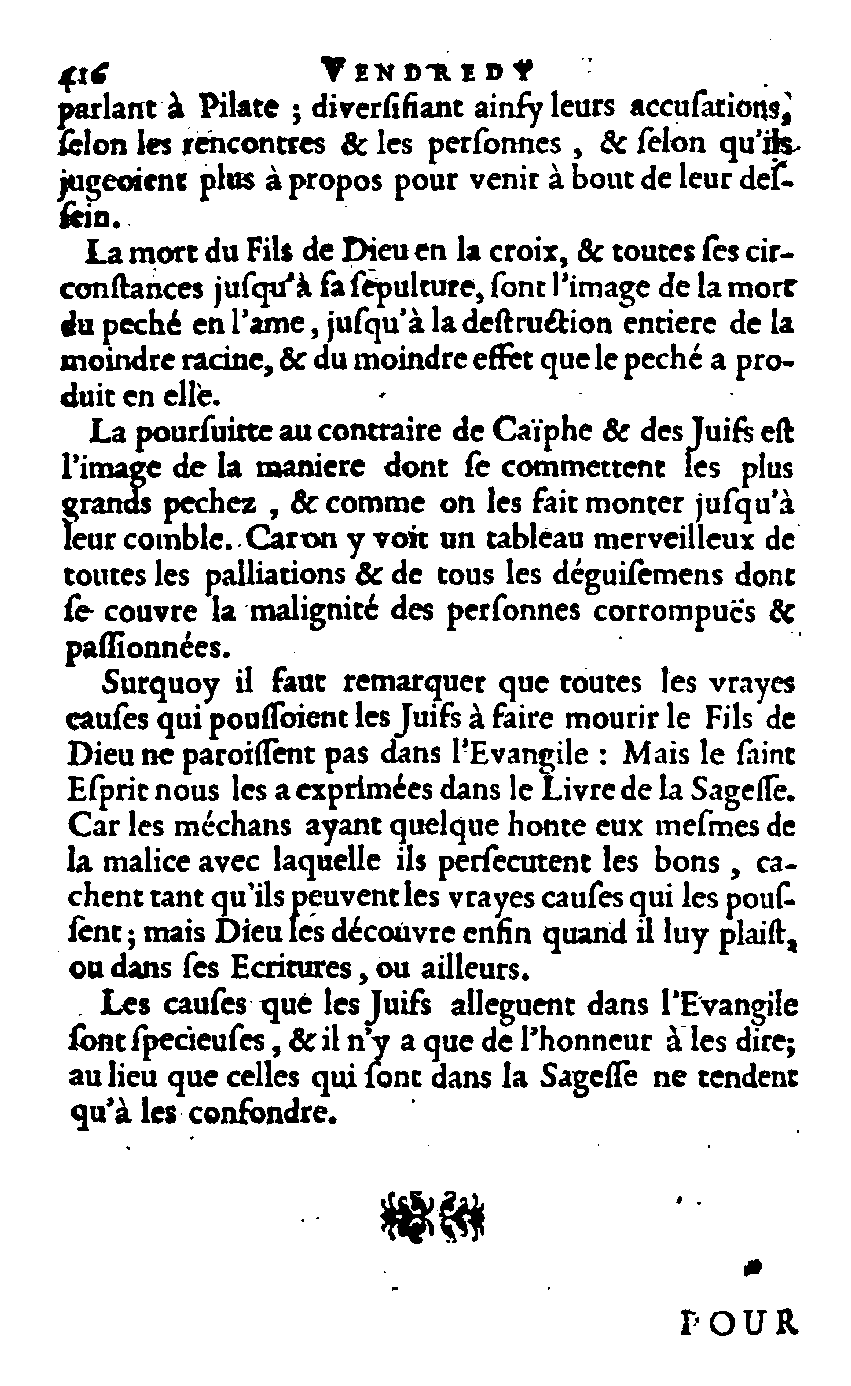 416 VENDREDY
parlant à Pilate ; diverſifiant ainſy leurs accuſations,
ſelon les rencontres & les perſonnes , & ſelon qu'ils
jugeoient plus à propos pour venir à bout de leur deſ-
ſein.
La mort du Fils de Dieu en la croix, & toutes ſes cir-
conſtances juſqu'à ſa ſepulture, ſont l'image de la mort
du peché en l'ame, juſqu'à la deſtruction entiere de la
moindre racine, & du moindre effet que le peché a pro-
duit en elle.
La pourſuitte au contraire de Caïphe & des Juifs eſt
l'image de la maniere dont ſe commettent les plus
grands pechez , & comme on les fait monter juſqu'à
leur comble. Car on y voit un tableau merveilleux de
toutes les palliations & de tous les déguiſemens dont
ſe couvre la malignité des perſonnes corrompuës &
paſſionnées.
Surquoy il faut remarquer que toutes les vrayes
cauſes qui pouſſoient les Juifs à faire mourir le Fils de
Dieu ne paroiſſent pas dans l'Evangile : Mais le ſaint
Eſprit nous les a exprimées dans le Livre de la Sageſſe.
Car les méchans ayant quelque honte eux meſmes de
la malice avec laquelle ils perſecutent les bons , ca-
chent tant qu'ils peuvent les vrayes cauſes qui les pouſ-
ſent ; mais Dieu les découvre enfin quand il luy plaiſt,
ou dans ſes Ecritures , ou ailleurs.
Les cauſes que les Juifs alleguent dans l'Evangile
ſont ſpecieuſes , & il n'y a que de l'honneur à les dire;
au lieu que celles qui ſont dans la Sageſſe ne tendent
qu'à les confondre.
POUR